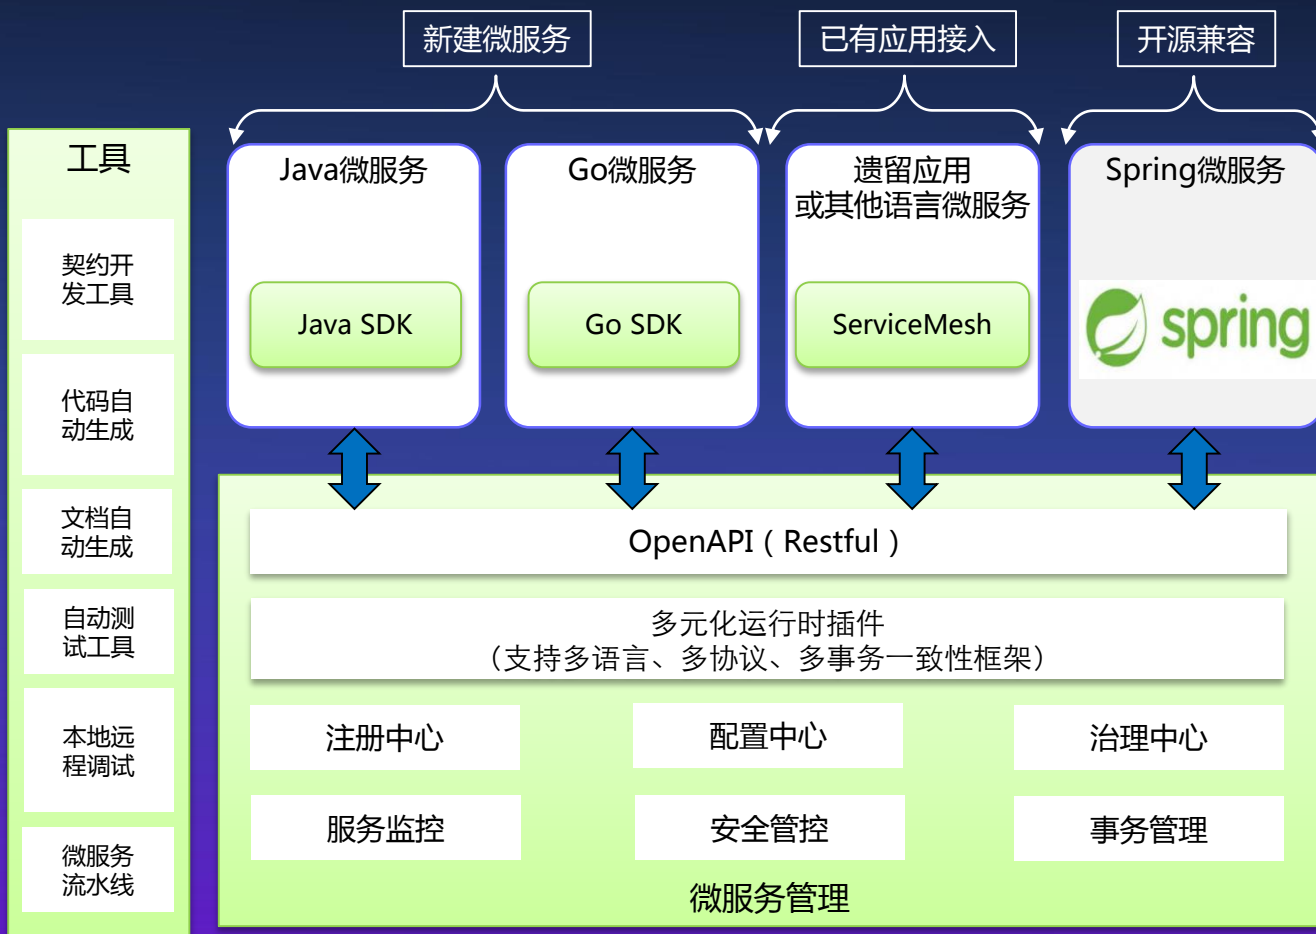 新建微服务
已有应用接入
开源兼容
工具
契约开
发工具
代码自
动生成
文档自
动生成
自动测
试工具
本地远
程调试
微服务
流水线
Java微服务
Java SDK
Go微服务
Go SDK
遗留应用
或其他语言微服务
ServiceMesh
Spring微服务
spring
OpenAPI（Restful）
多元化运行时插件
（支持多语言、多协议、多事务一致性框架）
注册中心
配置中心
治理中心
服务监控
安全管控
事务管理
微服务管理